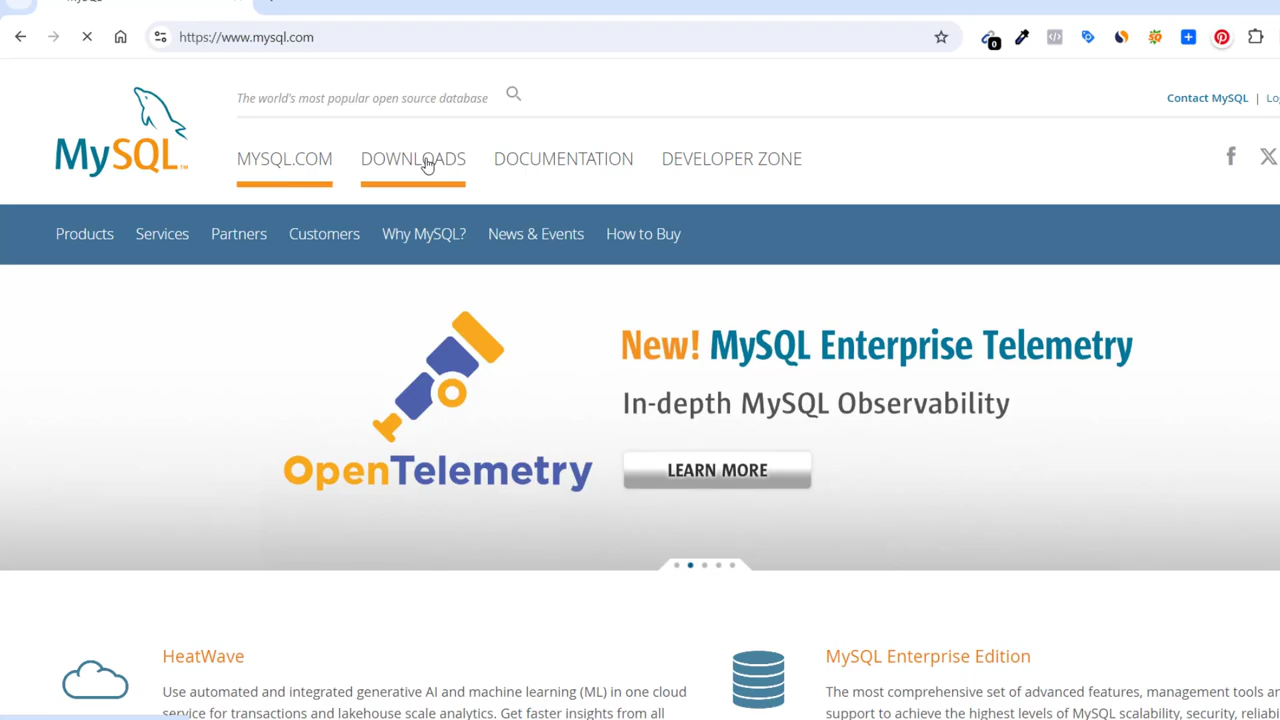 https://www.mysql.com
0
The world's most popular open source database
Contact MySQL |
MySQL™
MYSQL.COM DOWNLOADS DOCUMENTATION DEVELOPER ZONE
Products Services Partners Customers Why MySQL? News & Events How to Buy
New! MySQL Enterprise Telemetry
In-depth MySQL Observability
OpenTelemetry
LEARN MORE
HeatWave
Use automated and integrated generative AI and machine learning (ML) in one cloud
service for transactions and lakehouse scale analytics. Get faster insights from all
MySQL Enterprise Edition
The most comprehensive set of advanced features, management tools
support to achieve the highest levels of MySQL scalability, security,